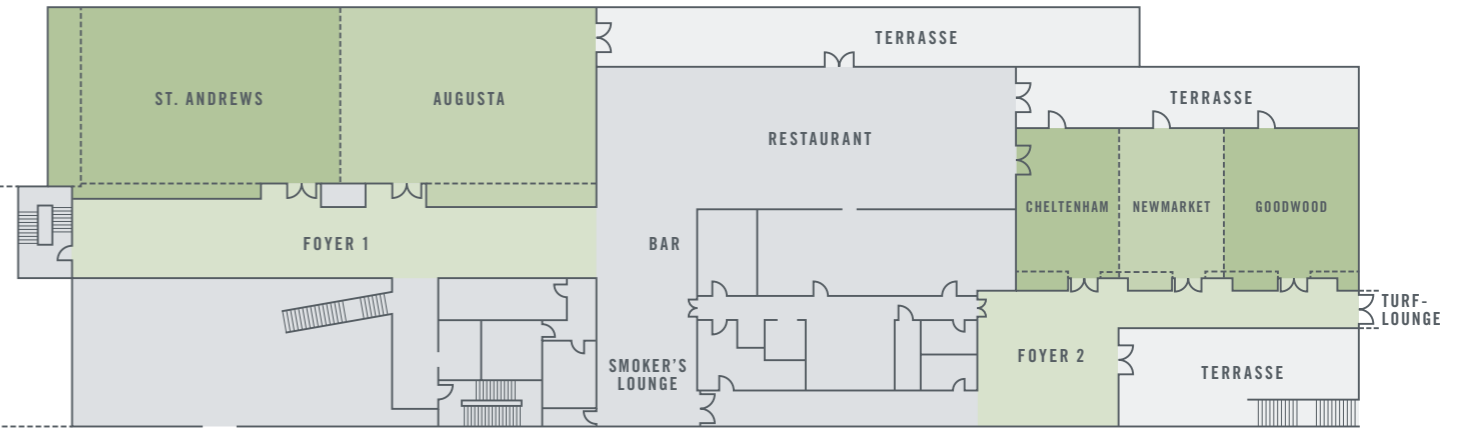 TERRASSE
ST. ANDREWS
AUGUSTA
TERRASSE
RESTAURANT
CHELTENHAM
NEWMARKET
GOODWOOD
FOYER 1
BAR
TURF-
LOUNGE
SMOKER'S
LOUNGE
FOYER 2
TERRASSE